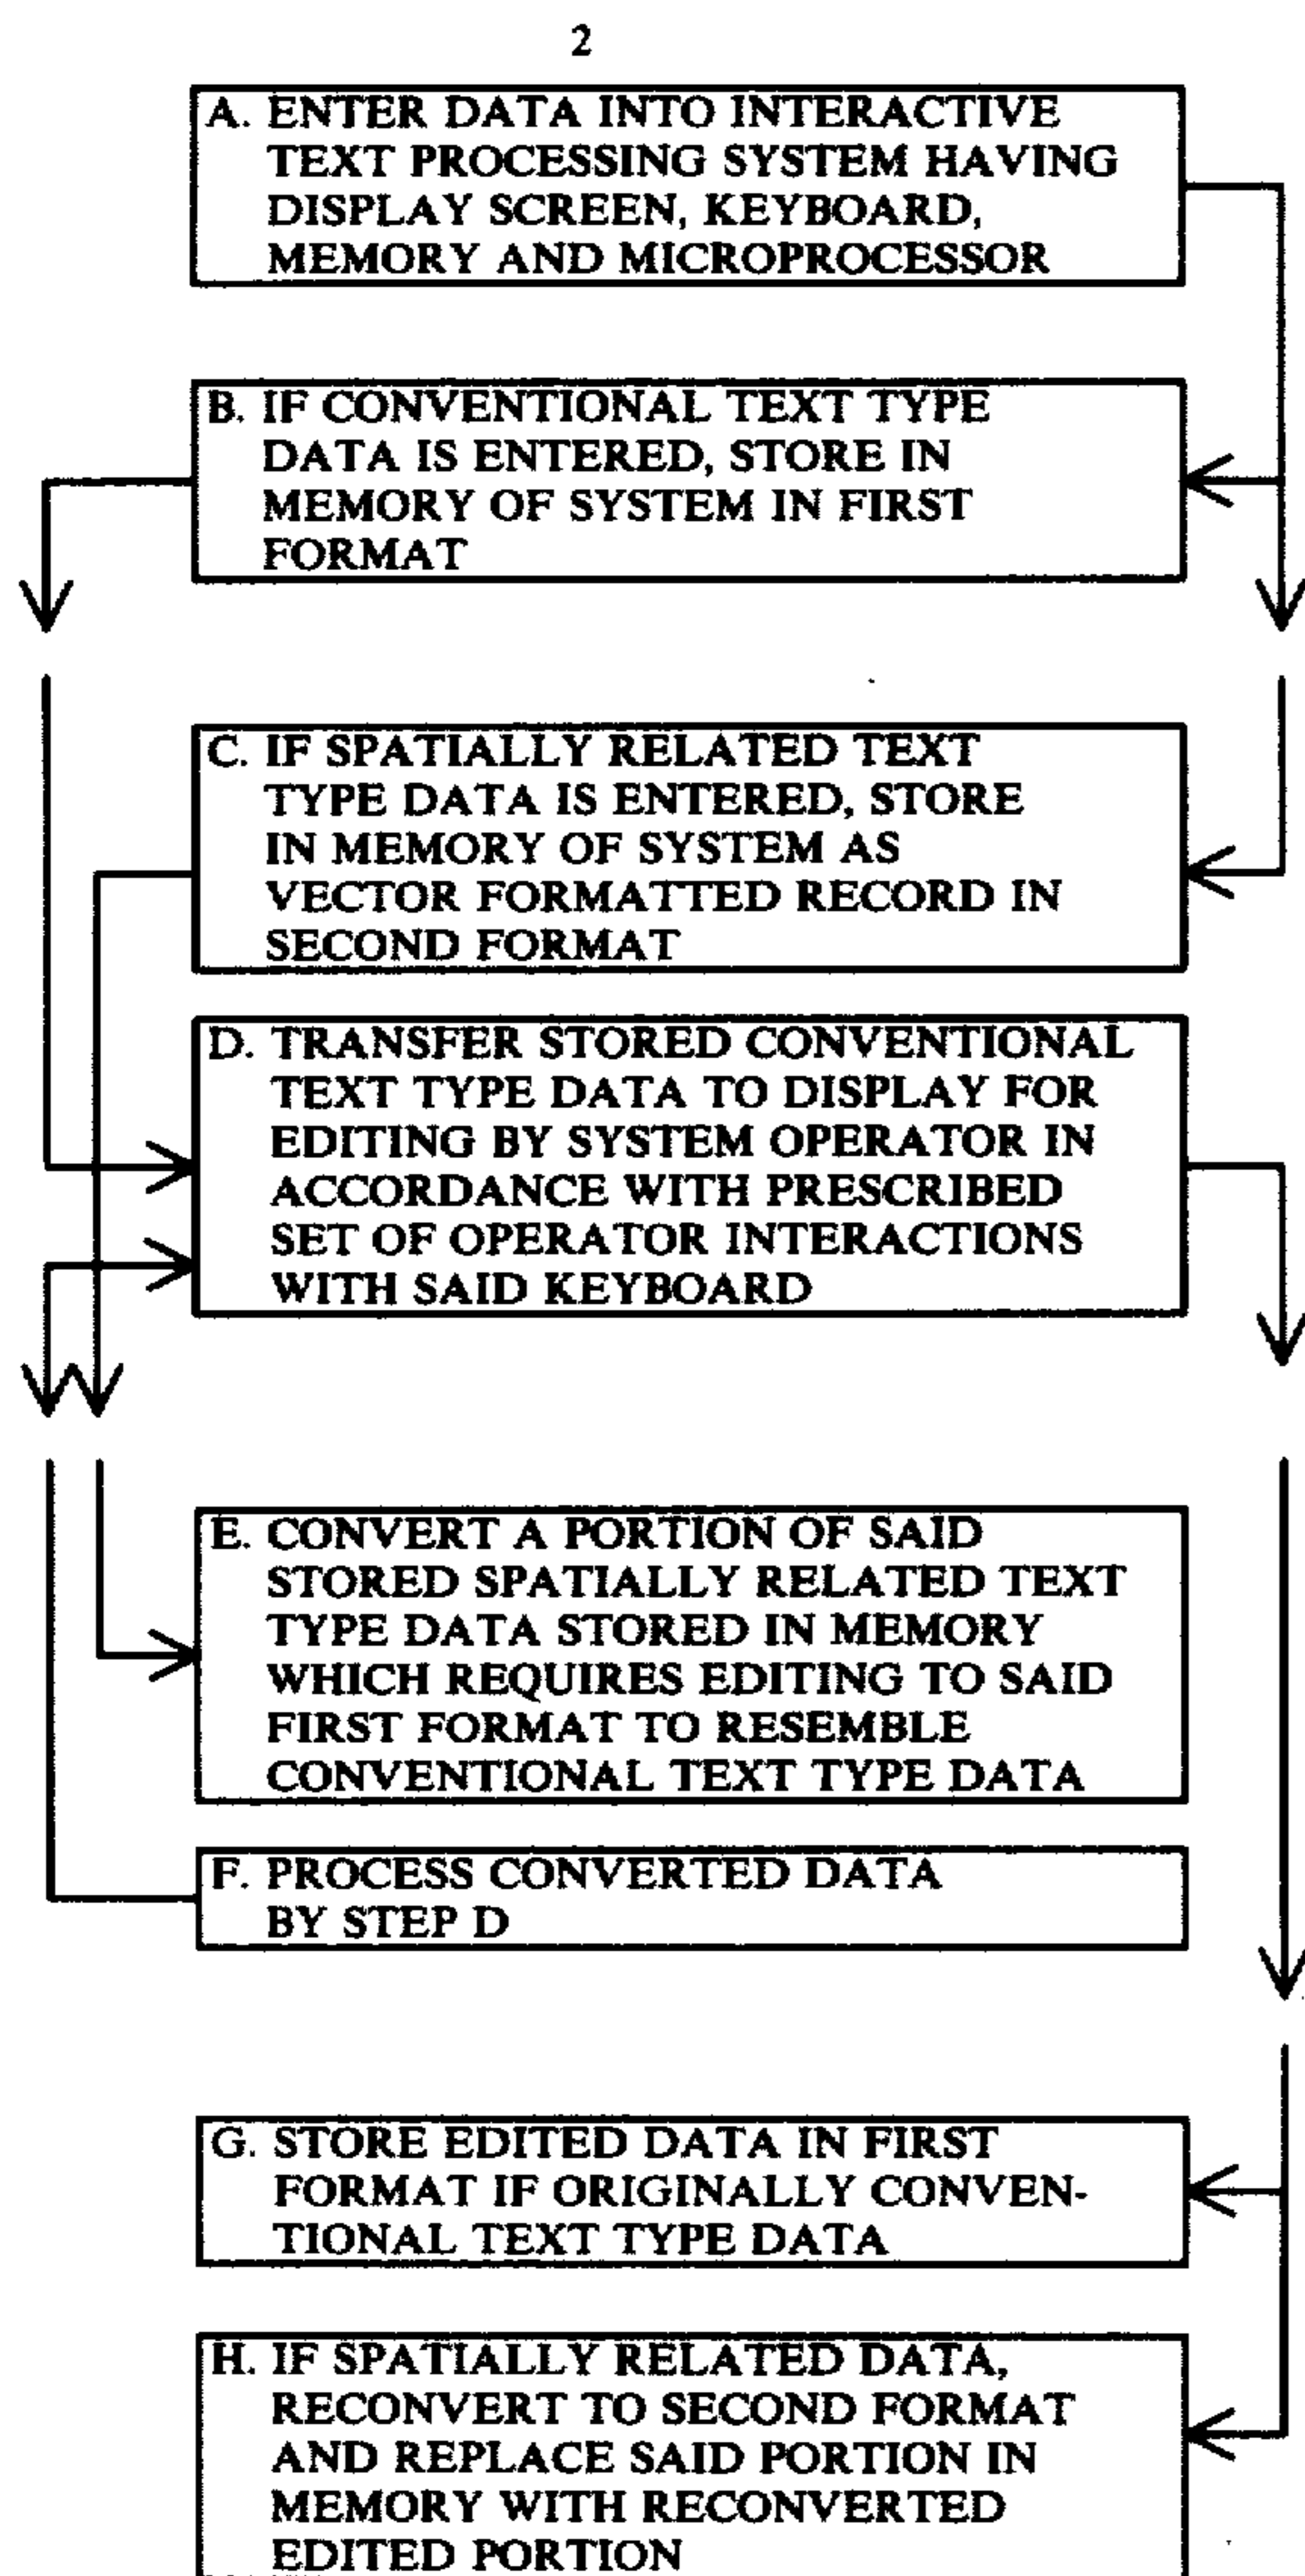 2
A. ENTER DATA INTO INTERACTIVE
TEXT PROCESSING SYSTEM HAVING
DISPLAY SCREEN, KEYBOARD,
MEMORY AND MICROPROCESSOR
B. IF CONVENTIONAL TEXT TYPE
DATA IS ENTERED, STORE IN
MEMORY OF SYSTEM IN FIRST
FORMAT
C. IF SPATIALLY RELATED TEXT
TYPE DATA IS ENTERED, STORE
IN MEMORY OF SYSTEM AS
VECTOR FORMATTED RECORD IN
SECOND FORMAT
D. TRANSFER STORED CONVENTIONAL
TEXT TYPE DATA TO DISPLAY FOR
EDITING BY SYSTEM OPERATOR IN
ACCORDANCE WITH PRESCRIBED
SET OF OPERATOR INTERACTIONS
WITH SAID KEYBOARD
E. CONVERT A PORTION OF SAID
STORED SPATIALLY RELATED TEXT
TYPE DATA STORED IN MEMORY
WHICH REQUIRES EDITING TO SAID
FIRST FORMAT TO RESEMBLE
CONVENTIONAL TEXT TYPE DATA
F. PROCESS CONVERTED DATA
BY STEP D
G. STORE EDITED DATA IN FIRST
FORMAT IF ORIGINALLY CONVEN-
TIONAL TEXT TYPE DATA
H. IF SPATIALLY RELATED DATA,
RECONVERT TO SECOND FORMAT
AND REPLACE SAID PORTION IN
MEMORY WITH RECONVERTED
EDITED PORTION